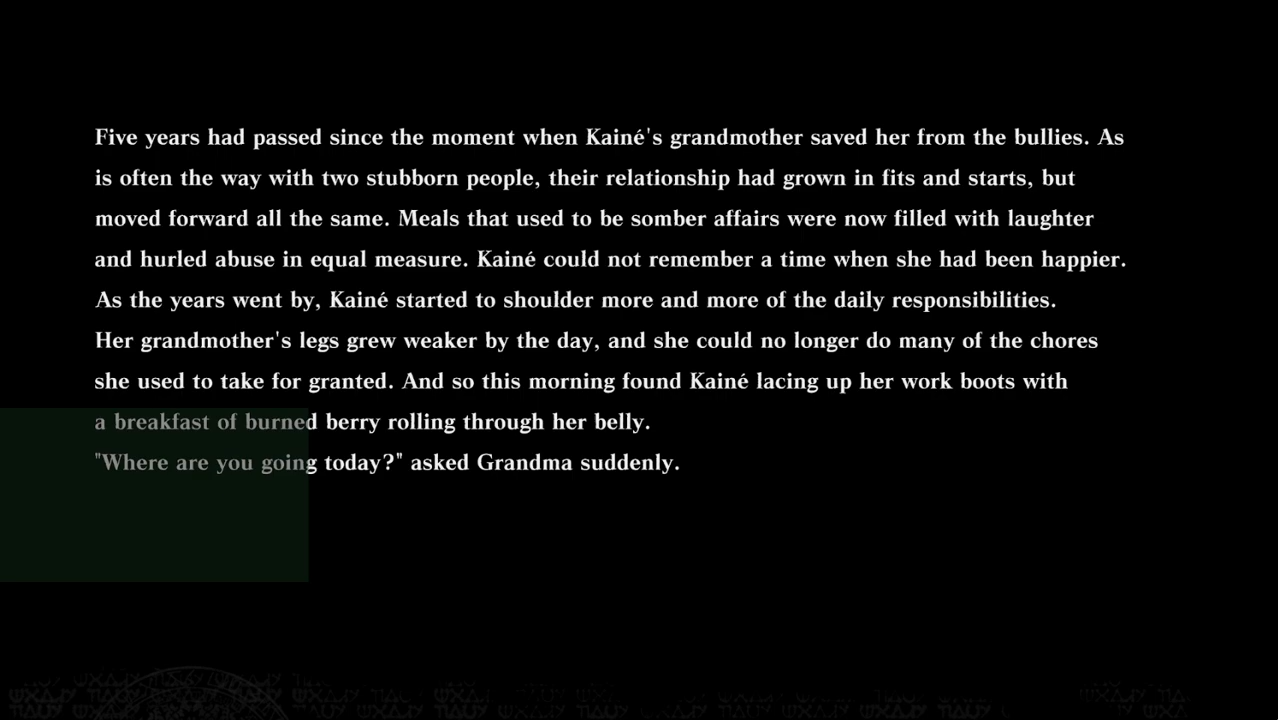 Five years had passed since the moment when Kainé's grandmother saved her from the bullies. As
is often the way with two stubborn people, their relationship had grown in fits and starts, but
moved forward all the same. Meals that used to be somber affairs were now filled with laughter
and hurled abuse in equal measure. Kainé could not remember a time when she had been happier.
As the years went by, Kainé started to shoulder more and more of the daily responsibilities.
Her grandmother's legs grew weaker by the day, and she could no longer do many of the chores
she used to take for granted. And so this morning found Kainé lacing up her work boots with
a breakfast of burned berry rolling through her belly.
"Where are you going today?" asked Grandma suddenly.